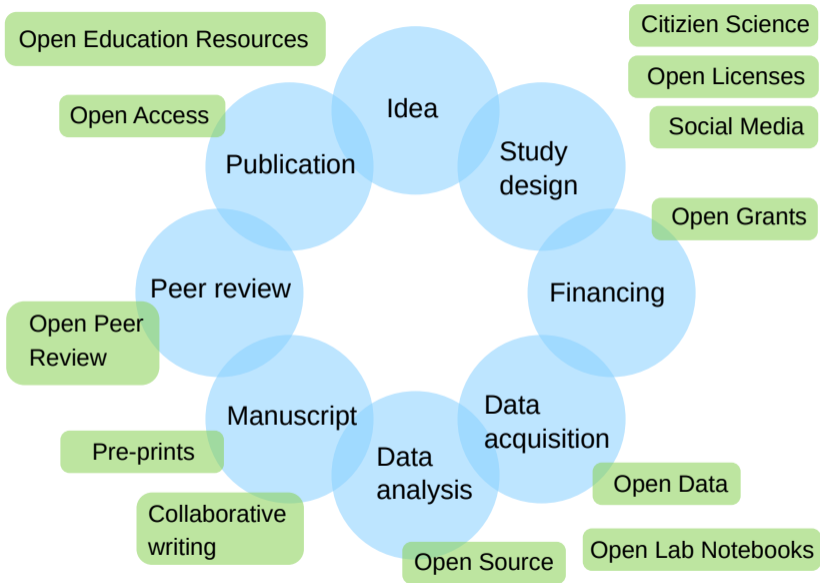 Open Education Resources
Citizien Science
Open Licenses
Social Media
Open Access
Idea
Publication
Study
design
Open Grants
Peer review
Financing
Open Peer
Review
Manuscript
Data
acquisition
Pre-prints
Data
analysis
Open Data
Collaborative
writing
Open Source
Open Lab Notebooks